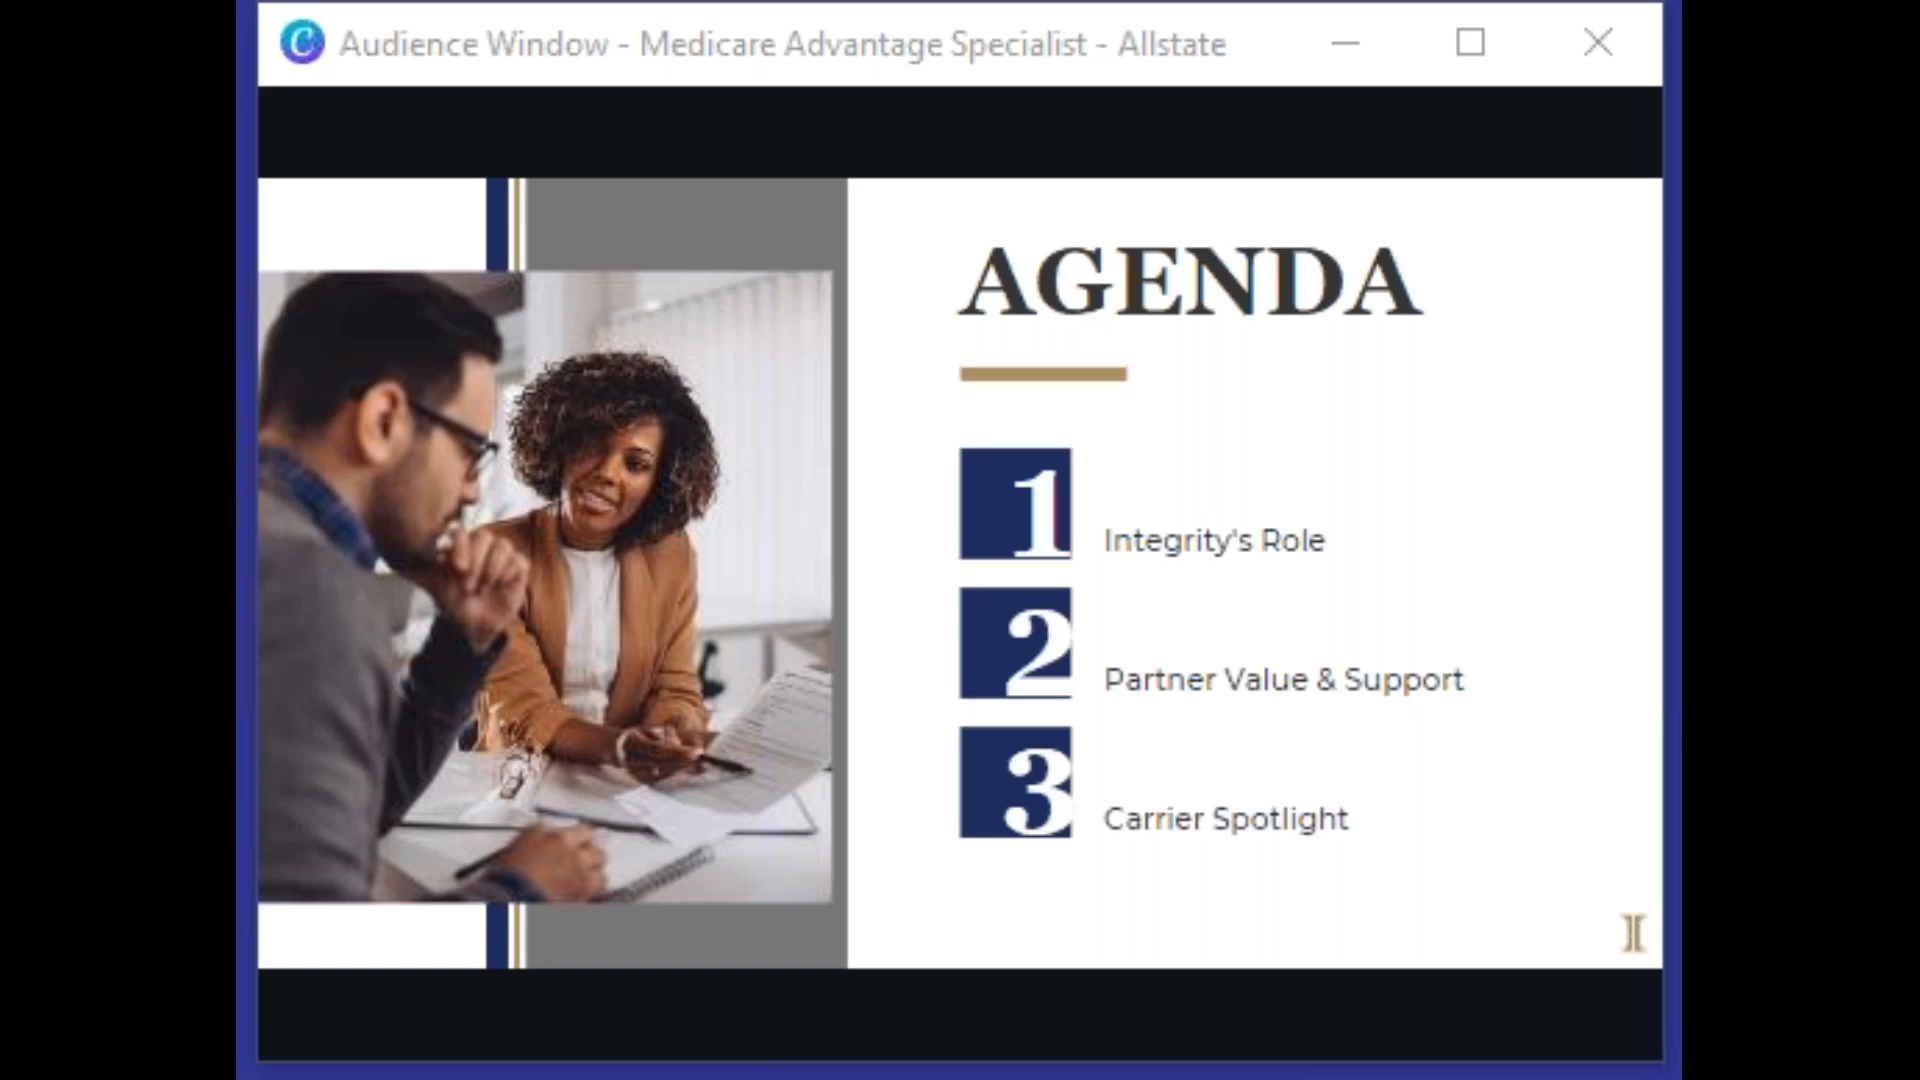 Audience Window - Medicare Advantage Specialist - Allstate
AGENDA
1
Integrity's Role
2
Partner Value & Support
3
Carrier Spotlight